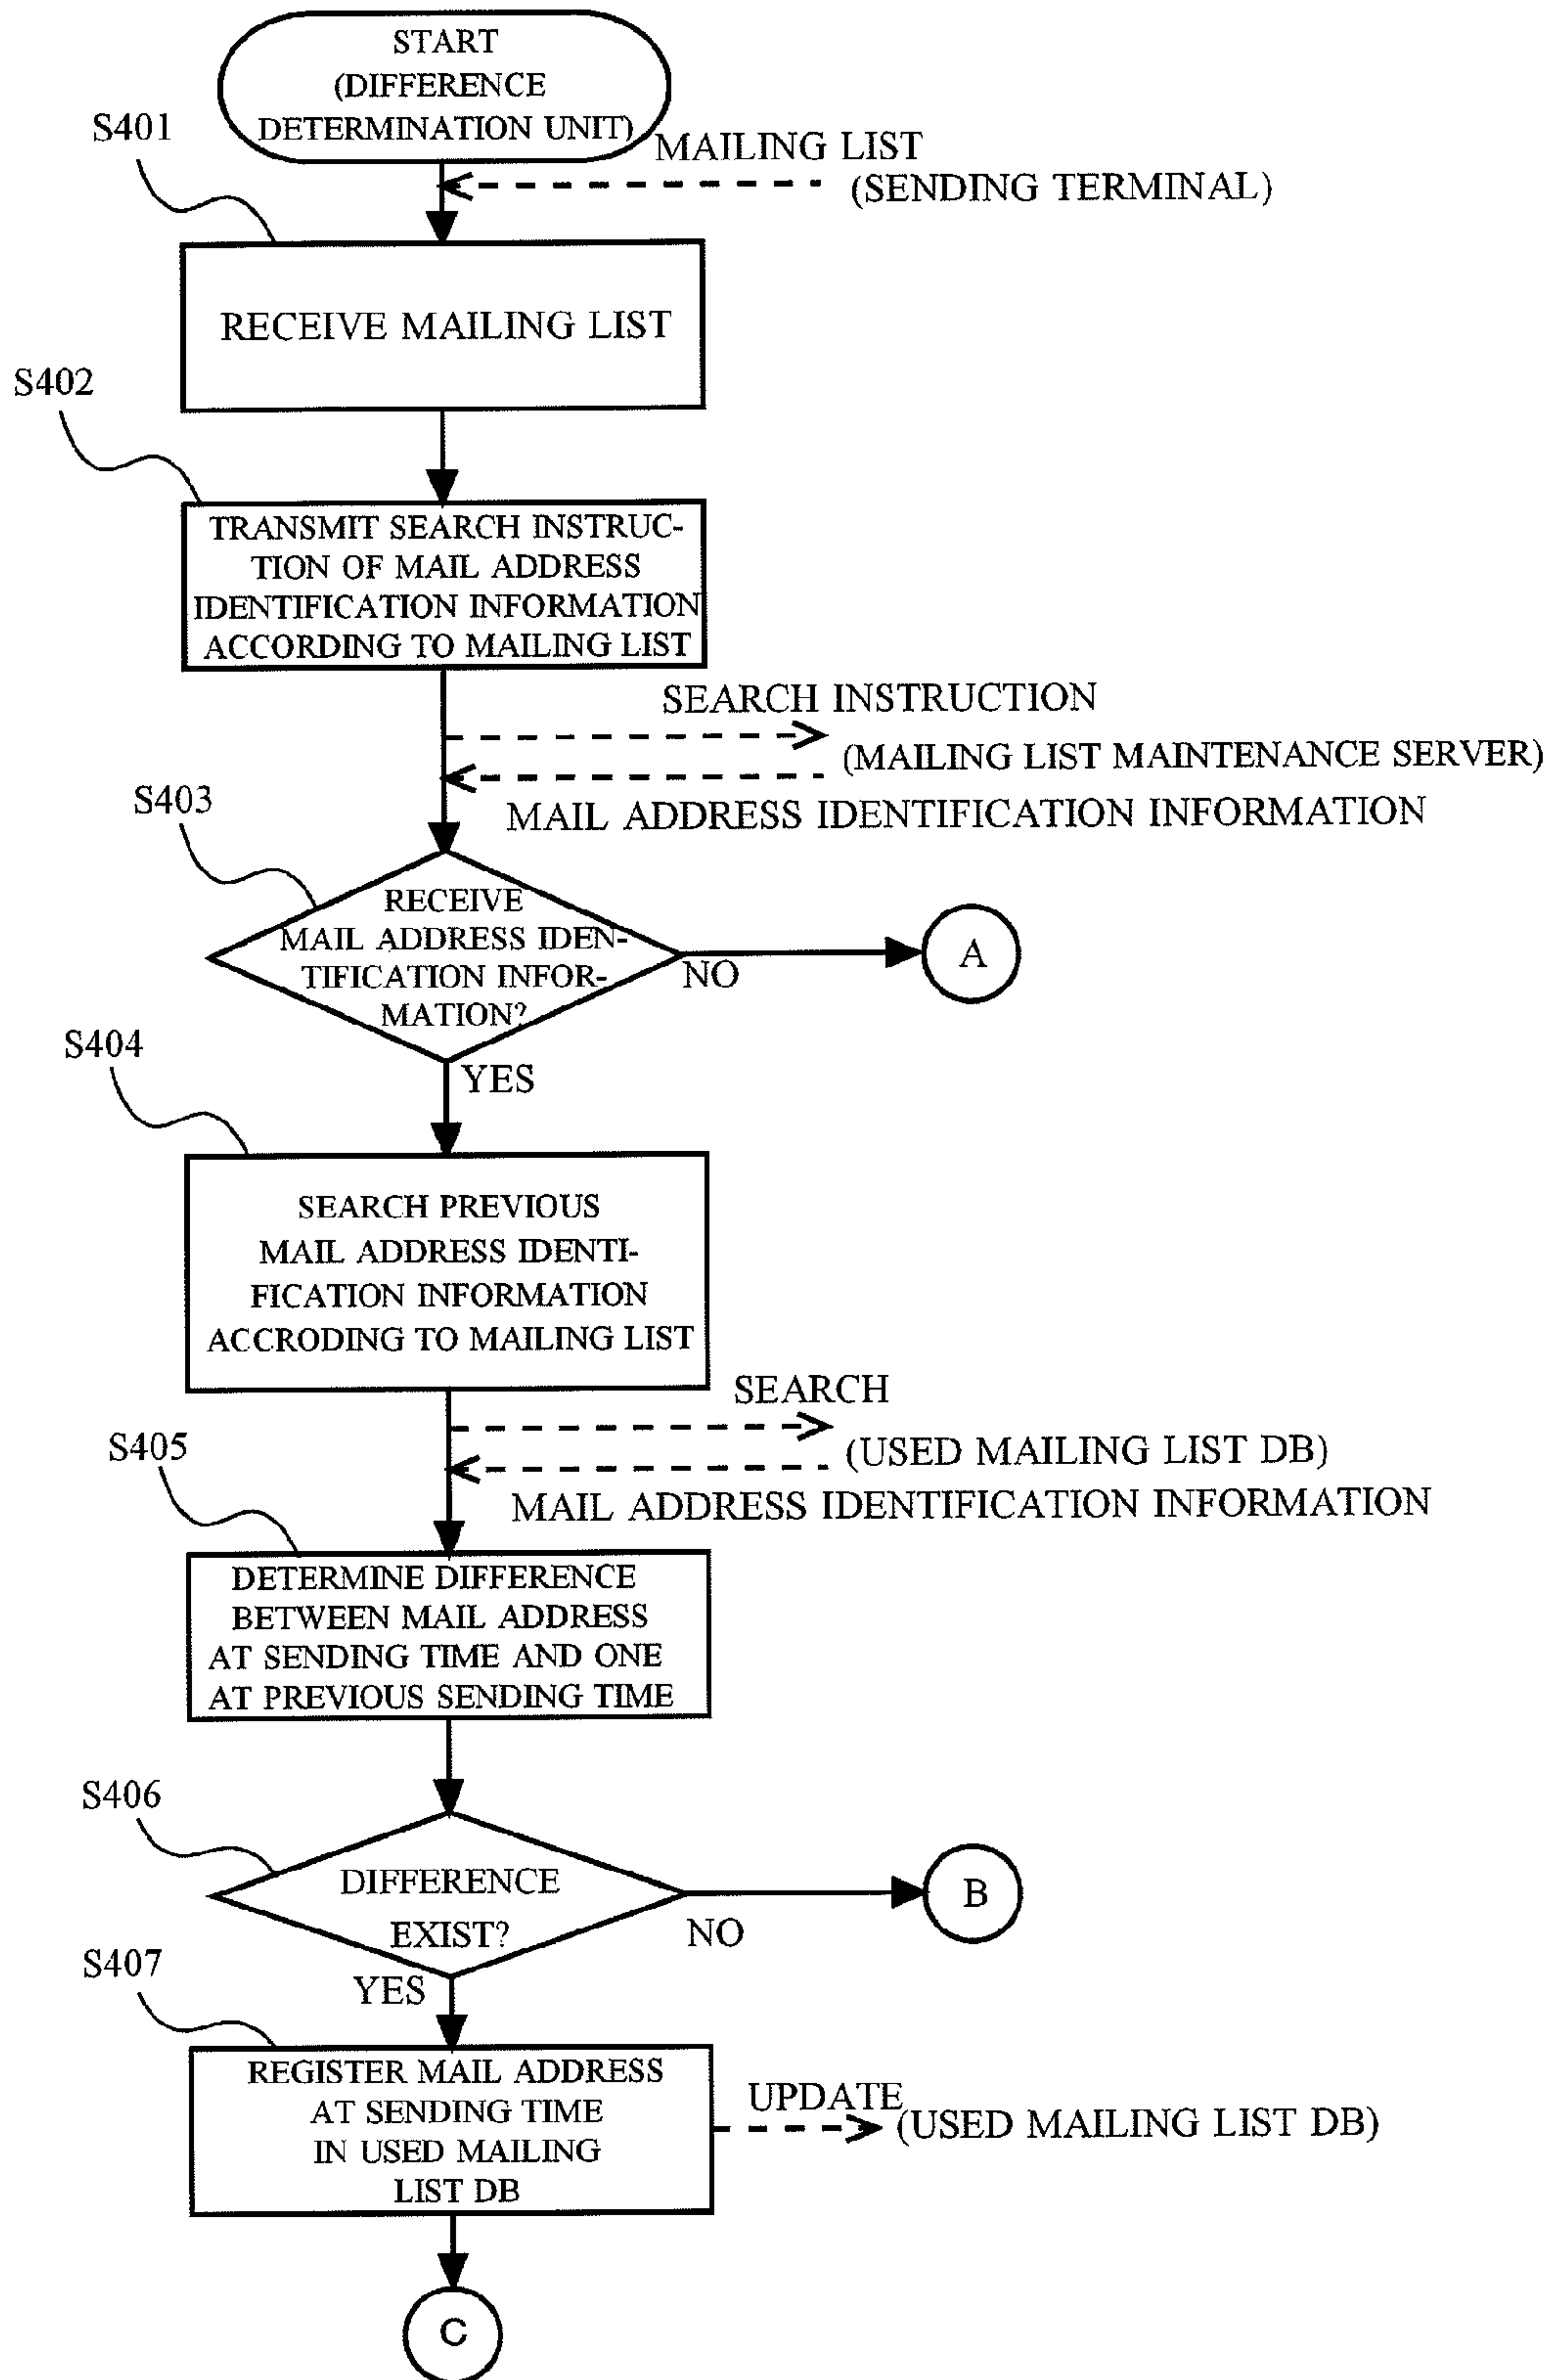 START
(DIFFERENCE
DETERMINATION UNIT)
S401
MAILING LIST
(SENDING TERMINAL)
RECEIVE MAILING LIST
S402
TRANSMIT SEARCH INSTRUC-
TION OF MAIL ADDRESS
IDENTIFICATION INFORMATION
ACCORDING TO MAILING LIST
SEARCH INSTRUCTION
(MAILING LIST MAINTENANCE SERVER)
MAIL ADDRESS IDENTIFICATION INFORMATION
S403
RECEIVE
MAIL ADDRESS IDEN-
TIFICATION INFOR-
MATION?
NO
A
S404
YES
SEARCH PREVIOUS
MAIL ADDRESS IDENTI-
FICATION INFORMATION
ACCRODING TO MAILING LIST
SEARCH
(USED MAILING LIST DB)
MAIL ADDRESS IDENTIFICATION INFORMATION
S405
DETERMINE DIFFERENCE
BETWEEN MAIL ADDRESS
AT SENDING TIME AND ONE
AT PREVIOUS SENDING TIME
S406
DIFFERENCE
EXIST?
NO
B
S407
YES
REGISTER MAIL ADDRESS
AT SENDING TIME
IN USED MAILING
LIST DB
UPDATE
(USED MAILING LIST DB)
C